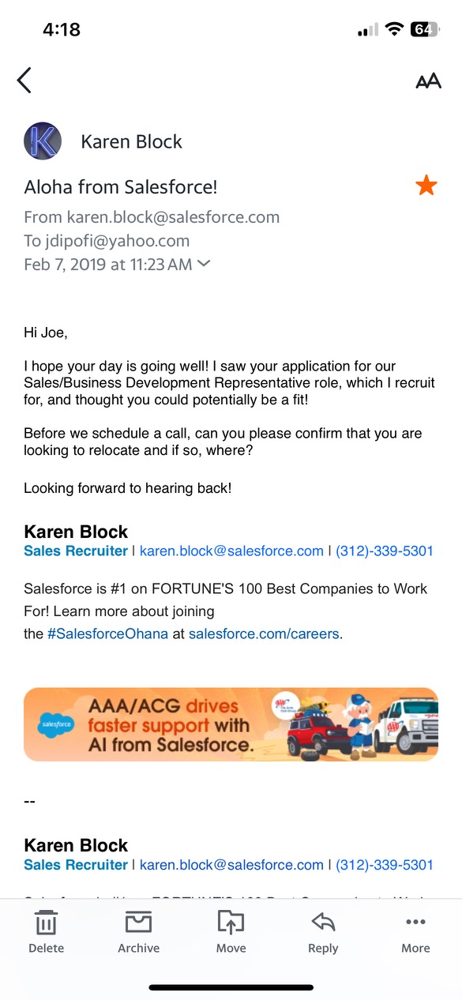 4:18
64
AA
K
Karen Block
Aloha from Salesforce!
From karen.block@salesforce.com
To jdipofi@yahoo.com
Feb 7, 2019 at 11:23 AM
Hi Joe,
I hope your day is going well! I saw your application for our
Sales/Business Development Representative role, which I recruit
for, and thought you could potentially be a fit!
Before we schedule a call, can you please confirm that you are
looking to relocate and if so, where?
Looking forward to hearing back!
Karen Block
Sales Recruiter | karen.block@salesforce.com | (312)-339-5301
Salesforce is #1 on FORTUNE'S 100 Best Companies to Work
For! Learn more about joining
the #SalesforceOhana at salesforce.com/careers.
salesforce
AAA/ACG drives
faster support with
AI from Salesforce.
--
Karen Block
Sales Recruiter | karen.block@salesforce.com | (312)-339-5301
Delete
Archive
Move
Reply
More